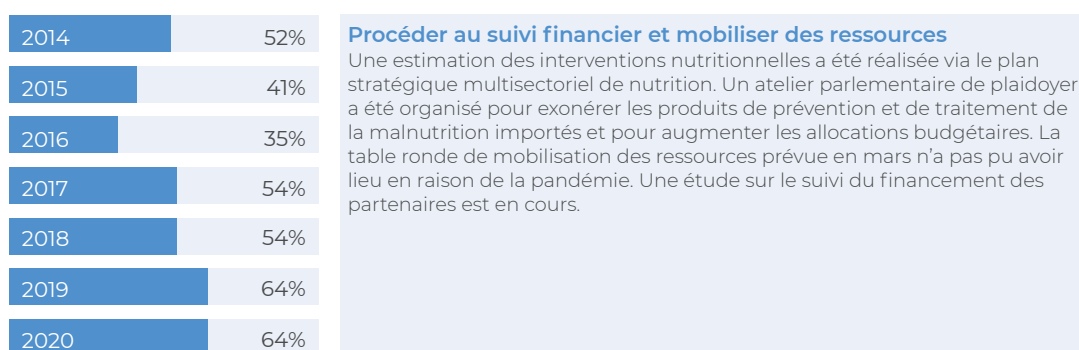 2014 52%
2015 41%
2016 35%
2017 54%
2018 54%
2019 64%
2020 64%
Procéder au suivi financier et mobiliser des ressources
Une estimation des interventions nutritionnelles a été réalisée via le plan
stratégique multisectoriel de nutrition. Un atelier parlementaire de plaidoyer
a été organisé pour exonérer les produits de prévention et de traitement de
la malnutrition importés et pour augmenter les allocations budgétaires. La
table ronde de mobilisation des ressources prévue en mars n’a pas pu avoir
lieu en raison de la pandémie. Une étude sur le suivi du financement des
partenaires est en cours.